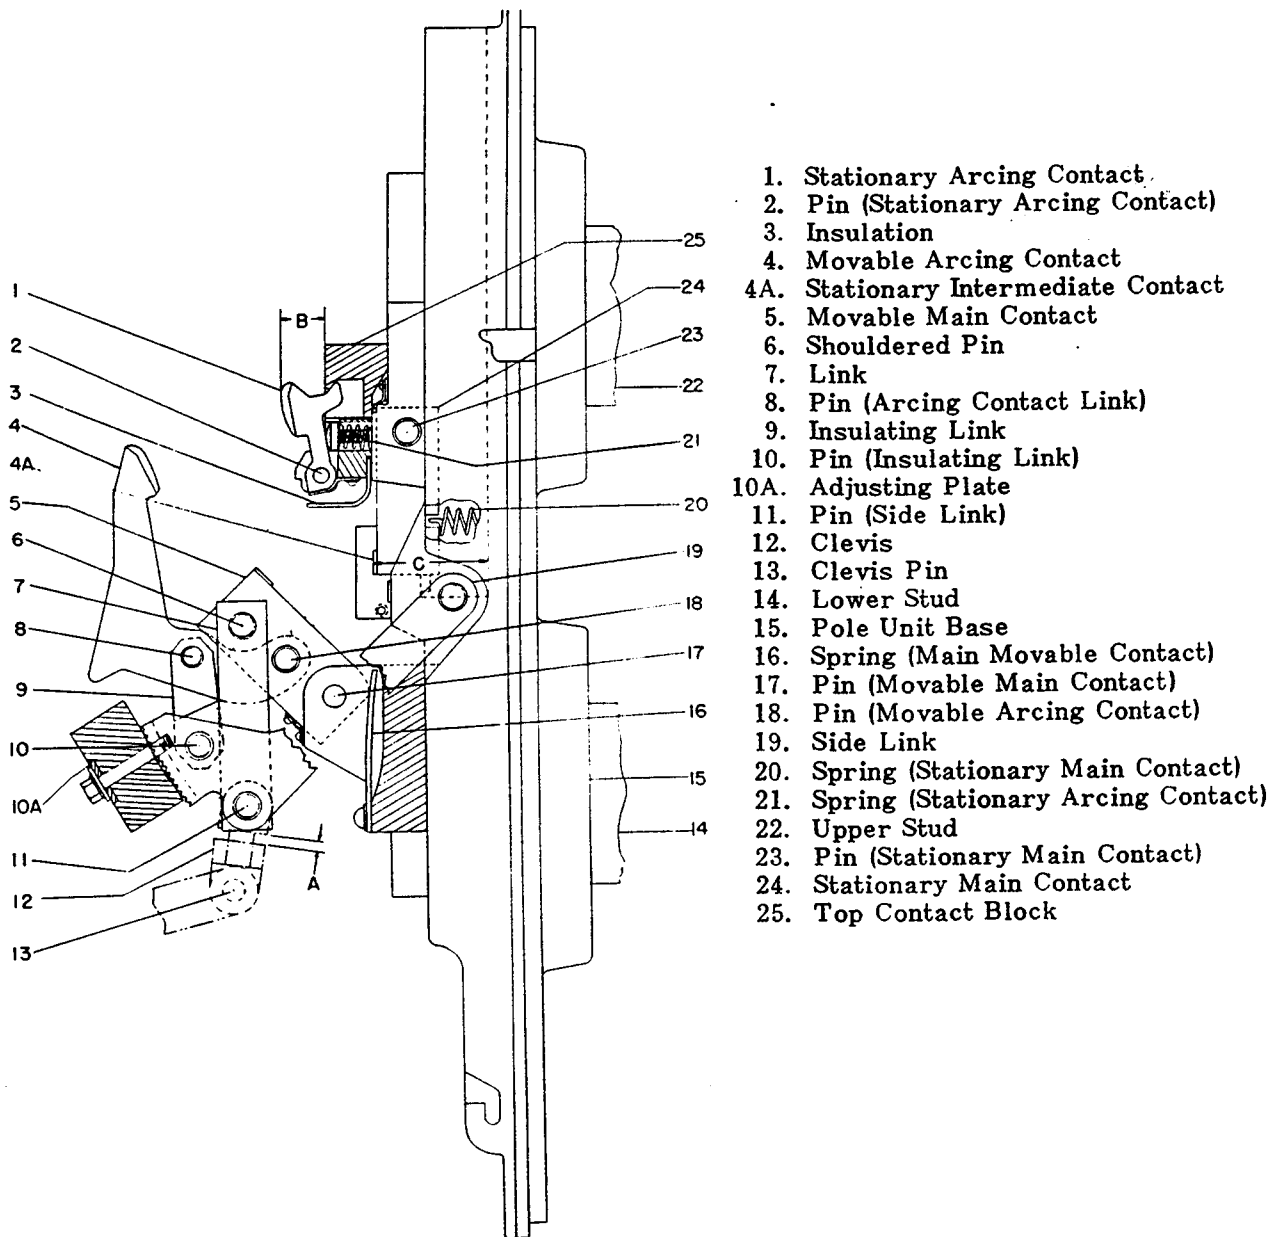 1
2
3
4
4A.
5
6
7
8
9
10
10A
11
12
13
B
C
A
25
24
23
22
21
20
19
18
17
16
15
14
1. Stationary Arcing Contact
2. Pin (Stationary Arcing Contact)
3. Insulation
4. Movable Arcing Contact
4A. Stationary Intermediate Contact
5. Movable Main Contact
6. Shouldered Pin
7. Link
8. Pin (Arcing Contact Link)
9. Insulating Link
10. Pin (Insulating Link)
10A. Adjusting Plate
11. Pin (Side Link)
12. Clevis
13. Clevis Pin
14. Lower Stud
15. Pole Unit Base
16. Spring (Main Movable Contact)
17. Pin (Movable Main Contact)
18. Pin (Movable Arcing Contact)
19. Side Link
20. Spring (Stationary Main Contact)
21. Spring (Stationary Arcing Contact)
22. Upper Stud
23. Pin (Stationary Main Contact)
24. Stationary Main Contact
25. Top Contact Block